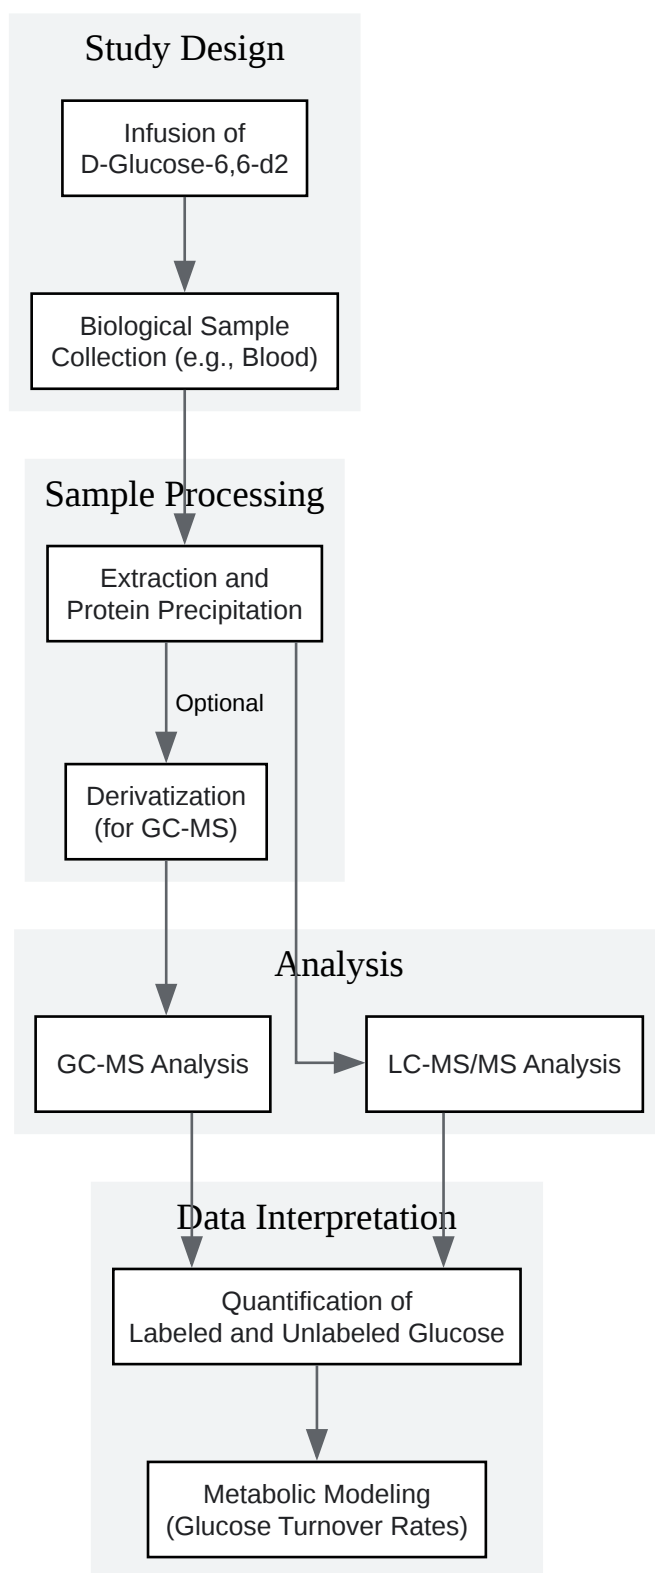 Study Design
Infusion of
D-Glucose-6,6-d2
Biological Sample
Collection (e.g., Blood)
Sample Processing
Extraction and
Protein Precipitation
Optional
Derivatization
(for GC-MS)
Analysis
GC-MS Analysis
LC-MS/MS Analysis
Data Interpretation
Quantification of
Labeled and Unlabeled Glucose
Metabolic Modeling
(Glucose Turnover Rates)